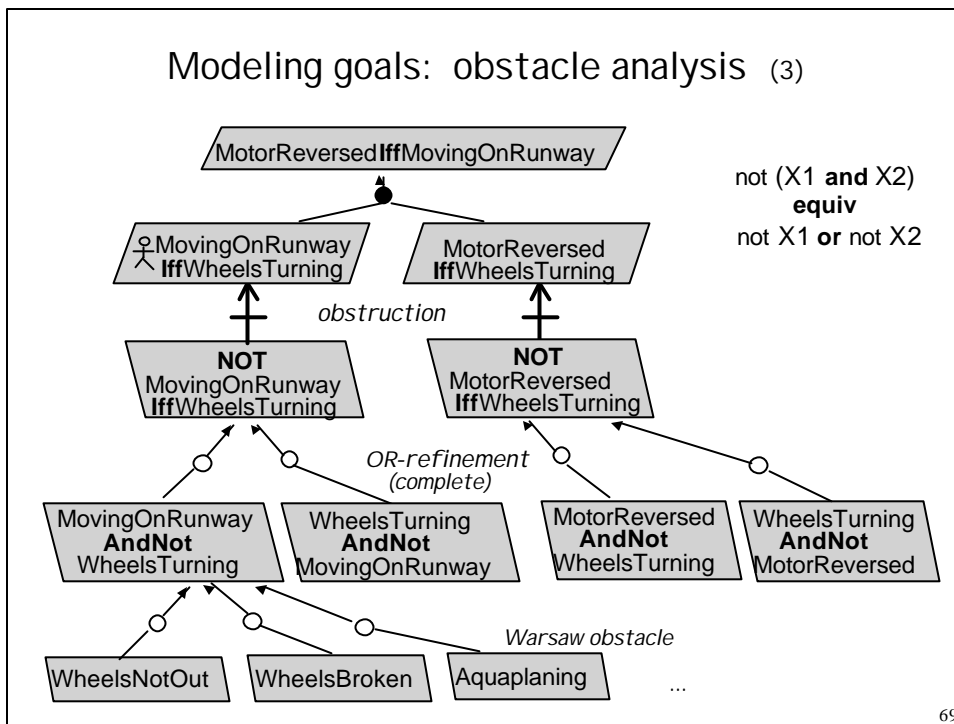 Modeling goals: obstacle analysis (3)
MotorReversedIffMovingOnRunway
not (X1 and X2)
equiv
not X1 or not X2
MovingOnRunway
IffWheelsTurning
MotorReversed
IffWheelsTurning
obstruction
NOT
MovingOnRunway
IffWheelsTurning
NOT
MotorReversed
IffWheelsTurning
OR-refinement
(complete)
MovingOnRunway
AndNot
WheelsTurning
WheelsTurning
AndNot
MovingOnRunway
MotorReversed
AndNot
WheelsTurning
WheelsTurning
AndNot
MotorReversed
Warsaw obstacle
WheelsNotOut
WheelsBroken
Aquaplaning
...
69